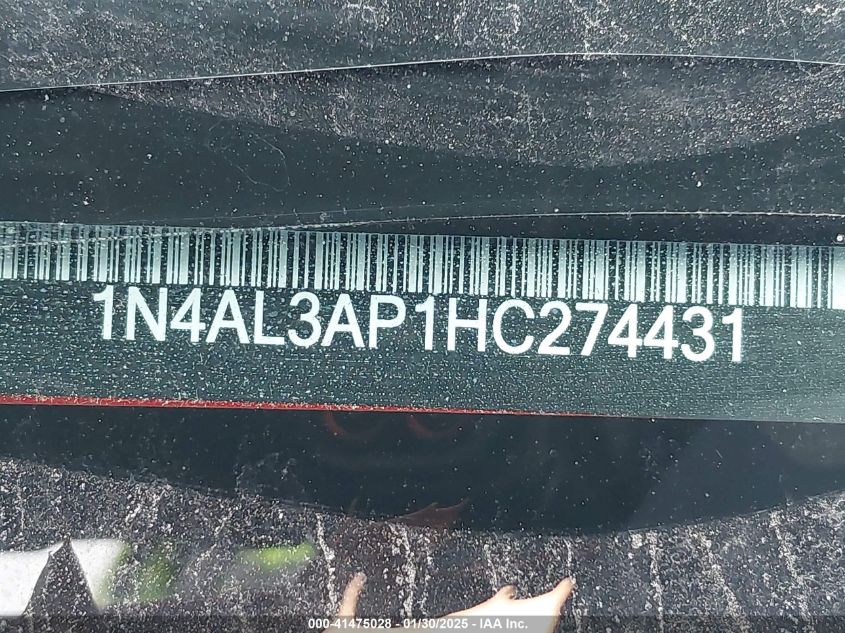 1N4AL3AP1HC274431
000-41475028 - 01/30/2025 - IAA Inc.